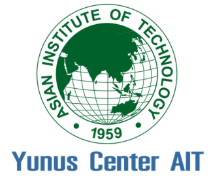 ASIAN INSTITUTE OF TECHNOLOGY
• 1959 •
Yunus Center AIT